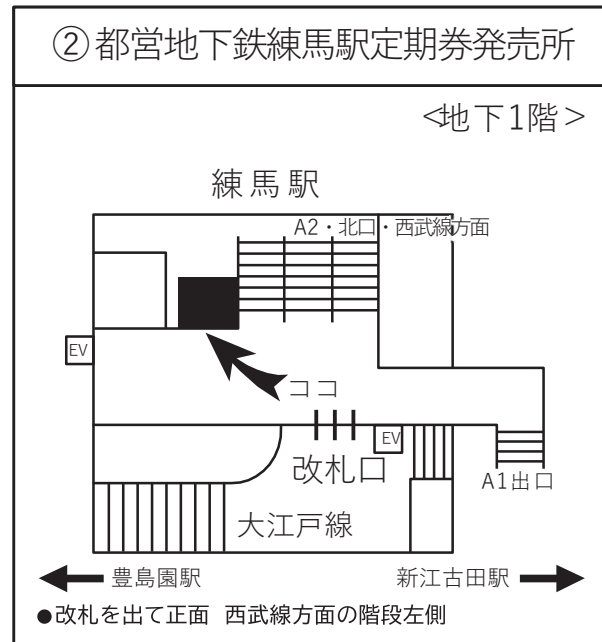 ②都営地下鉄練馬駅定期券発売所
<地下1階>
練馬駅
A2・北口・西武線方面
EV
ココ
EV
改札口
A1出口
大江戸線
豊島園駅
新江古田駅
●改札を出て正面 西武線方面の階段左側